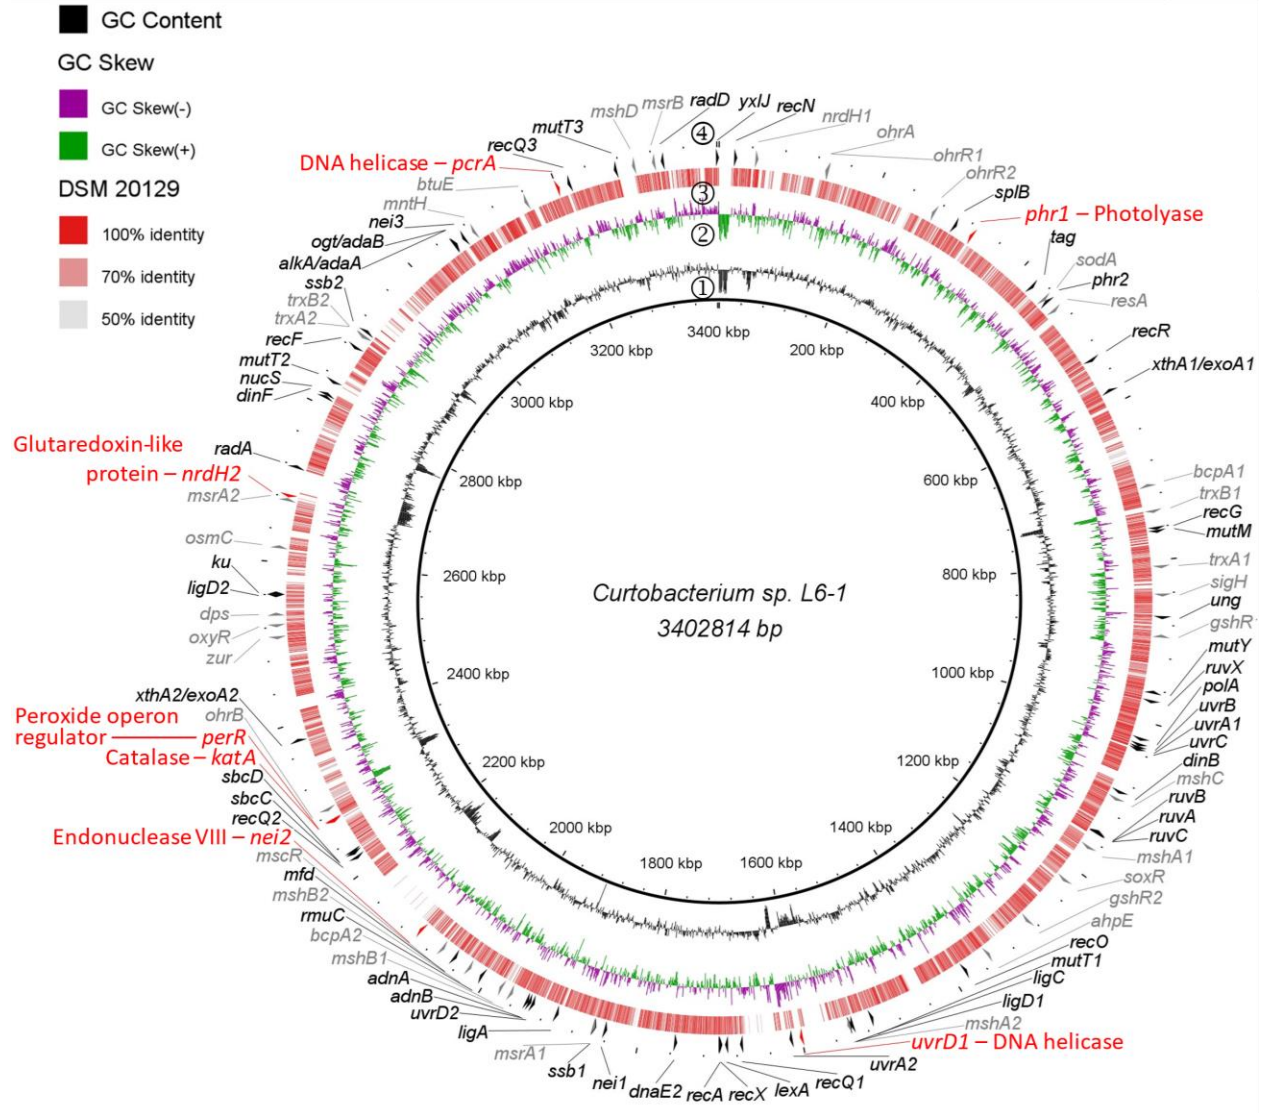 GC Content
GC Skew
GC Skew(-)
GC Skew(+)
DSM 20129
100% identity
70% identity
50% identity
④
③
②
①
radD
yxlJ
recN
nrdH1
ohrA
ohrR1
ohrR2
splB
phr1 – Photolyase
tag
sodA
phr2
resA
recR
xthA1/exoA1
bcpA1
trxB1
recG
mutM
trxA1
sigH
ung
gshR
mutY
ruvX
polA
uvrB
uvrA1
uvrC
dinB
mshC
ruvB
ruvA
ruvC
mshA1
soxR
gshR2
ahpE
recO
mutT1
ligC
ligD1
mshA2
uvrD1 – DNA helicase
uvrA2
recQ1
lexA
recX
recA
dnaE2
nei1
ssb1
msrA1
ligA
uvrD2
adnB
adnA
mshB1
bcpA2
rmuC
mshB2
mfd
mscR
Endonuclease VIII – nei2
recQ2
sbcC
sbcD
Catalase – katA
Peroxide operon
regulator perR
ohrB
xthA2/exoA2
zur
oxyR
dps
ligD2
ku
osmC
msrA2
Glutaredoxin-like
protein – nrdH2
radA
dinF
nucS
mutT2
recF
trxA2
trxB2
ssb2
alkA/adaA
ogt/adaB
nei3
mntH
btuE
DNA helicase – pcrA
recQ3
mutT3
mshD
msrB
3400 kbp
200 kbp
400 kbp
600 kbp
800 kbp
1000 kbp
1200 kbp
1400 kbp
1600 kbp
1800 kbp
2000 kbp
2200 kbp
2400 kbp
2600 kbp
2800 kbp
3000 kbp
3200 kbp
Curtobacterium sp. L6-1
3402814 bp